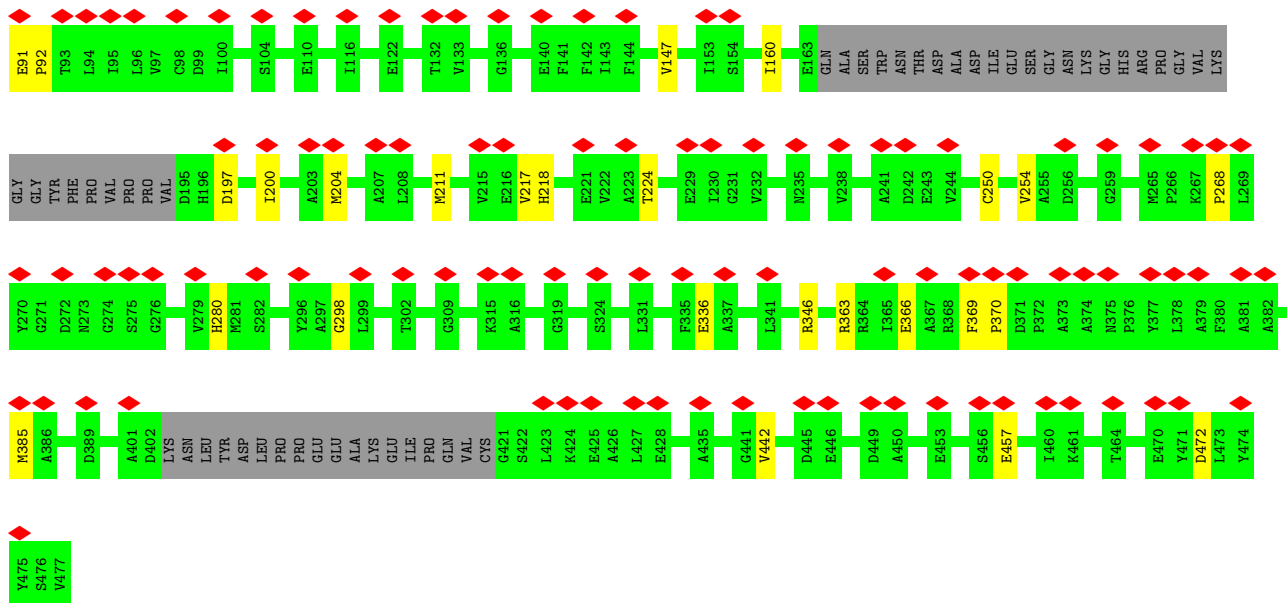 E91 P92 T93 L94 I95 L96 V97 C98 D99 I100 S104 E110 I116 E122 T132 V133 G136 E140 F141 F142 I143 F144 V147 I153 S154 I160 E163 GLN ALA SER TRP ASN THR ASP ALA ASP ILE GLU SER GLY ASN LYS GLY HIS ARG PRO GLY VAL LYS
GLY GLY TYR PHE PRO VAL PRO PRO VAL D195 H196 D197 I200 A203 M204 A207 L208 M211 V215 E216 V217 H218 E221 V222 A223 T224 E229 I230 G231 V232 N235 V238 A241 D242 E243 V244 C250 V254 A255 D256 G259 M265 P266 K267 P268 L269
Y270 G271 D272 N273 G274 S275 G276 V279 H280 M281 S282 Y296 A297 G298 L299 T302 G309 K315 A316 G319 S324 L331 F335 E336 A337 L341 R346 R363 R364 I365 E366 A367 R368 F369 P370 D371 P372 A373 A374 N375 P376 Y377 L378 A379 F380 A381 A382
M385 A386 D389 A401 D402 LYS ASN LEU TYR ASP LEU PRO PRO GLU GLU ALA LYS GLU ILE PRO GLN VAL CYS G421 S422 L423 K424 E425 A426 L427 E428 A435 G441 V442 D445 E446 D449 A450 E453 S456 E457 I460 K461 T464 E470 Y471 D472 L473 Y474
Y475 S476 V477